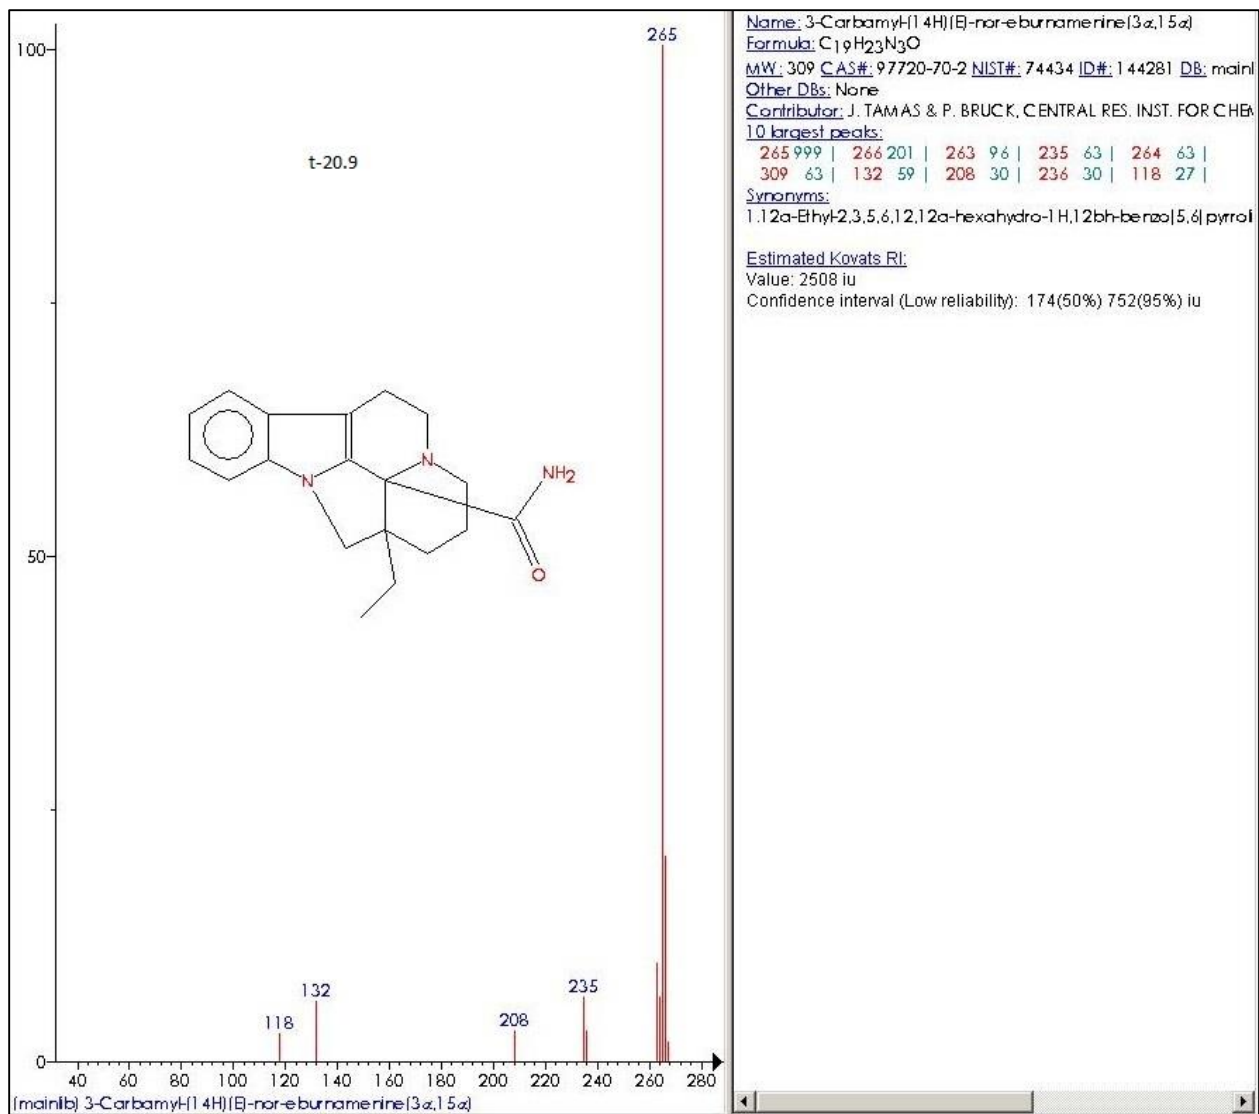 100
265
t-20.9
NH2
N
N
O
50
235
132
118
208
0
40 60 80 100 120 140 160 180 200 220 240 260 280
(mainlib) 3-Carbamyl-(14H)(E)-nor-eburnamenine(3α,15α)
Name: 3-Carbamyl-(14H)(E)-nor-eburnamenine(3α,15α)
Formula: C19H23N3O
MW: 309 CAS#: 97720-70-2 NIST#: 74434 ID#: 144281 DB: mainl
Other DBs: None
Contributor: J. TAMAS & P. BRUCK, CENTRAL RES. INST. FOR CHEM
10 largest peaks:
265 999 | 266 201 | 263 96 | 235 63 | 264 63 |
309 63 | 132 59 | 208 30 | 236 30 | 118 27 |
Synonyms:
1.12a-Ethyl-2,3,5,6,12,12a-hexahydro-1H,12bh-benzo[5,6]pyrroli
Estimated Kovats RI:
Value: 2508 iu
Confidence interval (Low reliability): 174(50%) 752(95%) iu